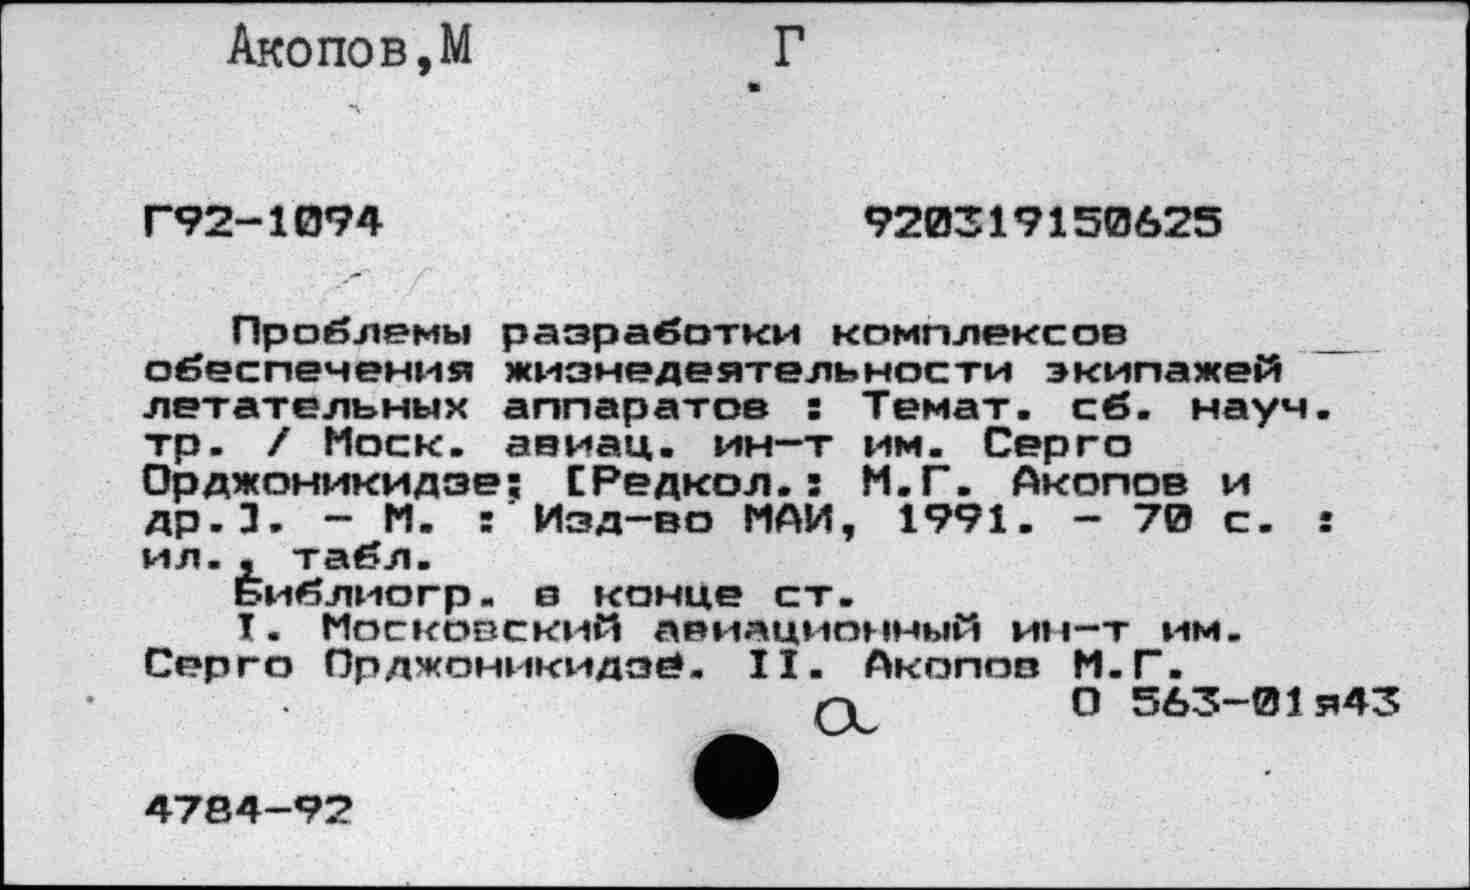 Акопов,М Г.
Г92-1094 920319150625
Проблемы разработки комплексов
обеспечения жизнедеятельности экипажей
летательных аппаратов : Темат. сб. науч.
тр. / Моск. авиац. ин-т им. Серго
Орджоникидзе; [Редкол.: М.Г. Акопов и
др.]. - М. : Изд-во МАИ, 1991. - 70 с. :
ил., табл.
Библиогр. в конце ст.
I. Московский авиационный ин-т им.
Серго Орджоникидзе. II. Акопов М.Г.
О 563-01я43
а
4784-92